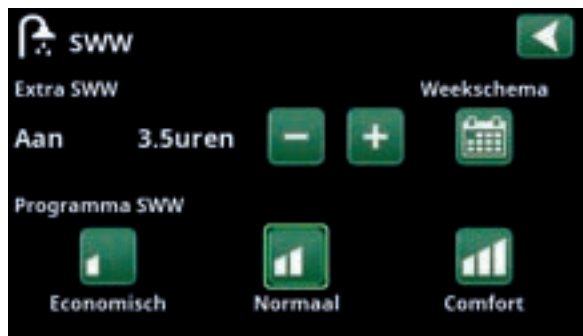 SWW
Extra SWW Weekschema
Aan 3.5uren
Programma SWW
Economisch Normaal Comfort